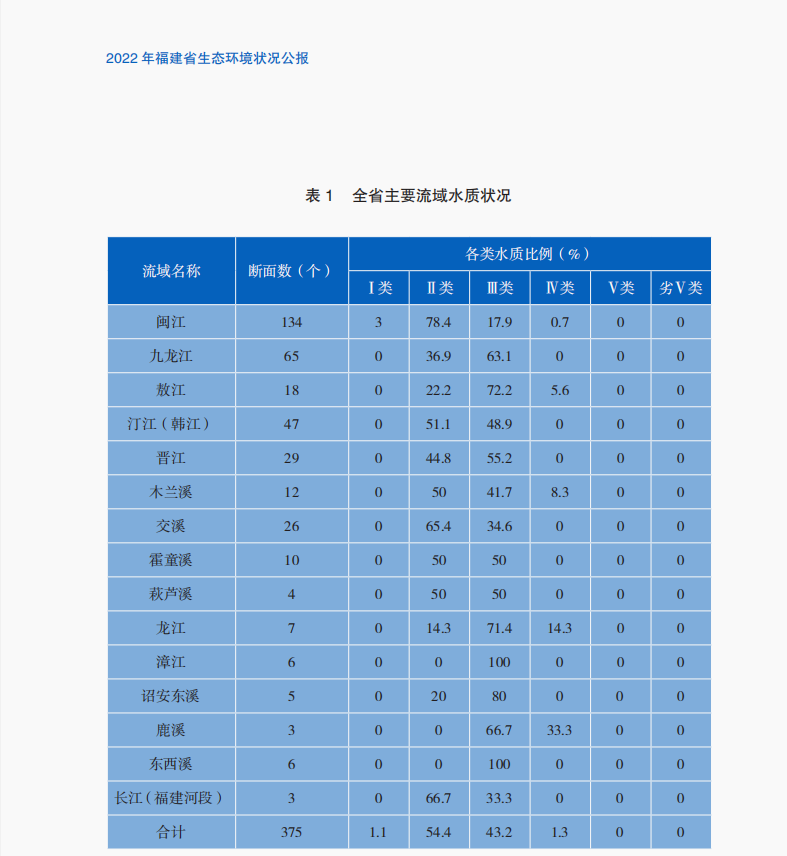 2022 年福建省生态环境状况公报
表 1 全省主要流域水质状况
流域名称 断面数（个） 各类水质比例（%）
Ⅰ类 Ⅱ类 Ⅲ类 Ⅳ类 Ⅴ类 劣Ⅴ类
闽江 134 3 78.4 17.9 0.7 0 0
九龙江 65 0 36.9 63.1 0 0 0
敖江 18 0 22.2 72.2 5.6 0 0
汀江（韩江） 47 0 51.1 48.9 0 0 0
晋江 29 0 44.8 55.2 0 0 0
木兰溪 12 0 50 41.7 8.3 0 0
交溪 26 0 65.4 34.6 0 0 0
霍童溪 10 0 50 50 0 0 0
萩芦溪 4 0 50 50 0 0 0
龙江 7 0 14.3 71.4 14.3 0 0
漳江 6 0 0 100 0 0 0
诏安东溪 5 0 20 80 0 0 0
鹿溪 3 0 0 66.7 33.3 0 0
东西溪 6 0 0 100 0 0 0
长江（福建河段） 3 0 66.7 33.3 0 0 0
合计 375 1.1 54.4 43.2 1.3 0 0